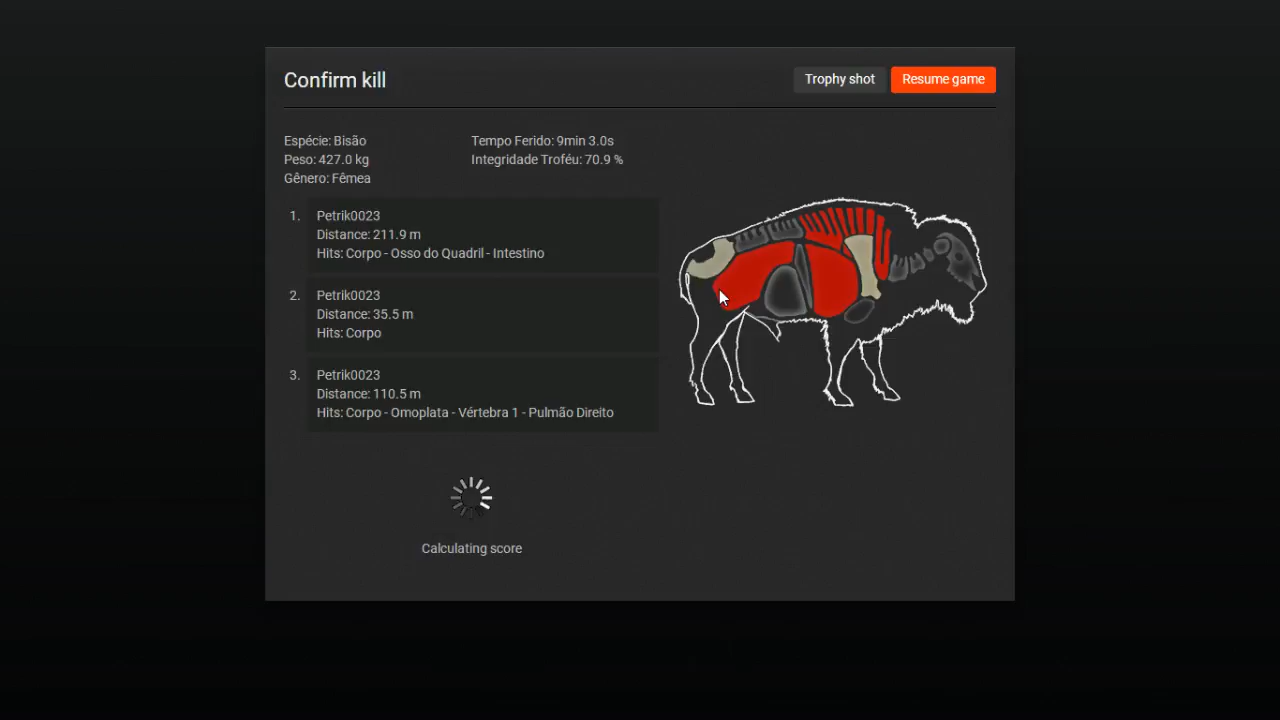 Confirm kill
Trophy shot
Resume game
Espécie: Bisão
Peso: 427.0 kg
Gênero: Fêmea
Tempo Ferido: 9min 3.0s
Integridade Troféu: 70.9 %
1.
Petrik0023
Distance: 211.9 m
Hits: Corpo - Osso do Quadril - Intestino
2.
Petrik0023
Distance: 35.5 m
Hits: Corpo
3.
Petrik0023
Distance: 110.5 m
Hits: Corpo - Omoplata - Vértebra 1 - Pulmão Direito
Calculating score